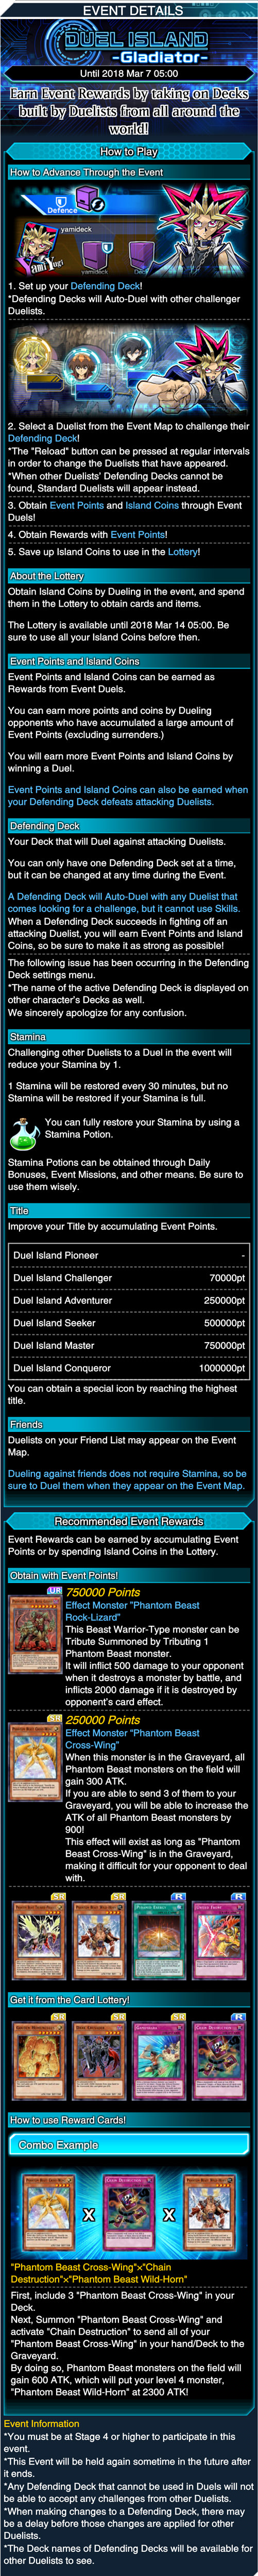 EVENT DETAILS
DUEL ISLAND
-Gladiator-
Until 2018 Mar 7 05:00
Earn Event Rewards by taking on Decks
built by Duelists from all around the
world!
How to Play
How to Advance Through the Event
Defence
yamideck
Yami Yugi
yamideck
1. Set up your Defending Deck!
*Defending Decks will Auto-Duel with other challenger
Duelists.
2. Select a Duelist from the Event Map to challenge their
Defending Deck!
*The "Reload" button can be pressed at regular intervals
in order to change the Duelists that have appeared.
*When other Duelists' Defending Decks cannot be
found, Standard Duelists will appear instead.
3. Obtain Event Points and Island Coins through Event
Duels!
4. Obtain Rewards with Event Points!
5. Save up Island Coins to use in the Lottery!
About the Lottery
Obtain Island Coins by Dueling in the event, and spend
them in the Lottery to obtain cards and items.
The Lottery is available until 2018 Mar 14 05:00. Be
sure to use all your Island Coins before then.
Event Points and Island Coins
Event Points and Island Coins can be earned as
Rewards from Event Duels.
You can earn more points and coins by Dueling
opponents who have accumulated a large amount of
Event Points (excluding surrenders.)
You will earn more Event Points and Island Coins by
winning a Duel.
Event Points and Island Coins can also be earned when
your Defending Deck defeats attacking Duelists.
Defending Deck
Your Deck that will Duel against attacking Duelists.
You can only have one Defending Deck set at a time,
but it can be changed at any time during the Event.
A Defending Deck will Auto-Duel with any Duelist that
comes looking for a challenge, but it cannot use Skills.
When a Defending Deck succeeds in fighting off an
attacking Duelist, you will earn Event Points and Island
Coins, so be sure to make it as strong as possible!
The following issue has been occurring in the Defending
Deck settings menu.
*The name of the active Defending Deck is displayed on
other character's Decks as well.
We sincerely apologize for any confusion.
Stamina
Challenging other Duelists to a Duel in the event will
reduce your Stamina by 1.
1 Stamina will be restored every 30 minutes, but no
Stamina will be restored if your Stamina is full.
You can fully restore your Stamina by using a
Stamina Potion.
Stamina Potions can be obtained through Daily
Bonuses, Event Missions, and other means. Be sure to
use them wisely.
Title
Improve your Title by accumulating Event Points.
Duel Island Pioneer -
Duel Island Challenger 70000pt
Duel Island Adventurer 250000pt
Duel Island Seeker 500000pt
Duel Island Master 750000pt
Duel Island Conqueror 1000000pt
You can obtain a special icon by reaching the highest
title.
Friends
Duelists on your Friend List may appear on the Event
Map.
Dueling against friends does not require Stamina, so be
sure to Duel them when they appear on the Event Map.
Recommended Event Rewards
Event Rewards can be earned by accumulating Event
Points or by spending Island Coins in the Lottery.
Obtain with Event Points!
UR
750000 Points
Effect Monster "Phantom Beast
Rock-Lizard"
This Beast Warrior-Type monster can be
Tribute Summoned by Tributing 1
Phantom Beast monster.
It will inflict 500 damage to your opponent
when it destroys a monster by battle, and
inflicts 2000 damage if it is destroyed by
opponent's card effect.
SR
250000 Points
Effect Monster "Phantom Beast
Cross-Wing"
When this monster is in the Graveyard, all
Phantom Beast monsters on the field will
gain 300 ATK.
If you are able to send 3 of them to your
Graveyard, you will be able to increase the
ATK of all Phantom Beast monsters by
900!
This effect will exist as long as "Phantom
Beast Cross-Wing" is in the Graveyard,
making it difficult for your opponent to deal
with.
SR
SR
R
R
Get it from the Card Lottery!
SR
SR
SR
R
How to use Reward Cards!
Combo Example
X
X
"Phantom Beast Cross-Wing"×"Chain
Destruction"×"Phantom Beast Wild-Horn"
First, include 3 "Phantom Beast Cross-Wing" in your
Deck.
Next, Summon "Phantom Beast Cross-Wing" and
activate "Chain Destruction" to send all of your
"Phantom Beast Cross-Wing" in your hand/Deck to the
Graveyard.
By doing so, Phantom Beast monsters on the field will
gain 600 ATK, which will put your level 4 monster,
"Phantom Beast Wild-Horn" at 2300 ATK!
Event Information
*You must be at Stage 4 or higher to participate in this
event.
*This Event will be held again sometime in the future after
it ends.
*Any Defending Deck that cannot be used in Duels will not
be able to accept any challenges from other Duelists.
*When making changes to a Defending Deck, there may
be a delay before those changes are applied for other
Duelists.
*The Deck names of Defending Decks will be available for
other Duelists to see.